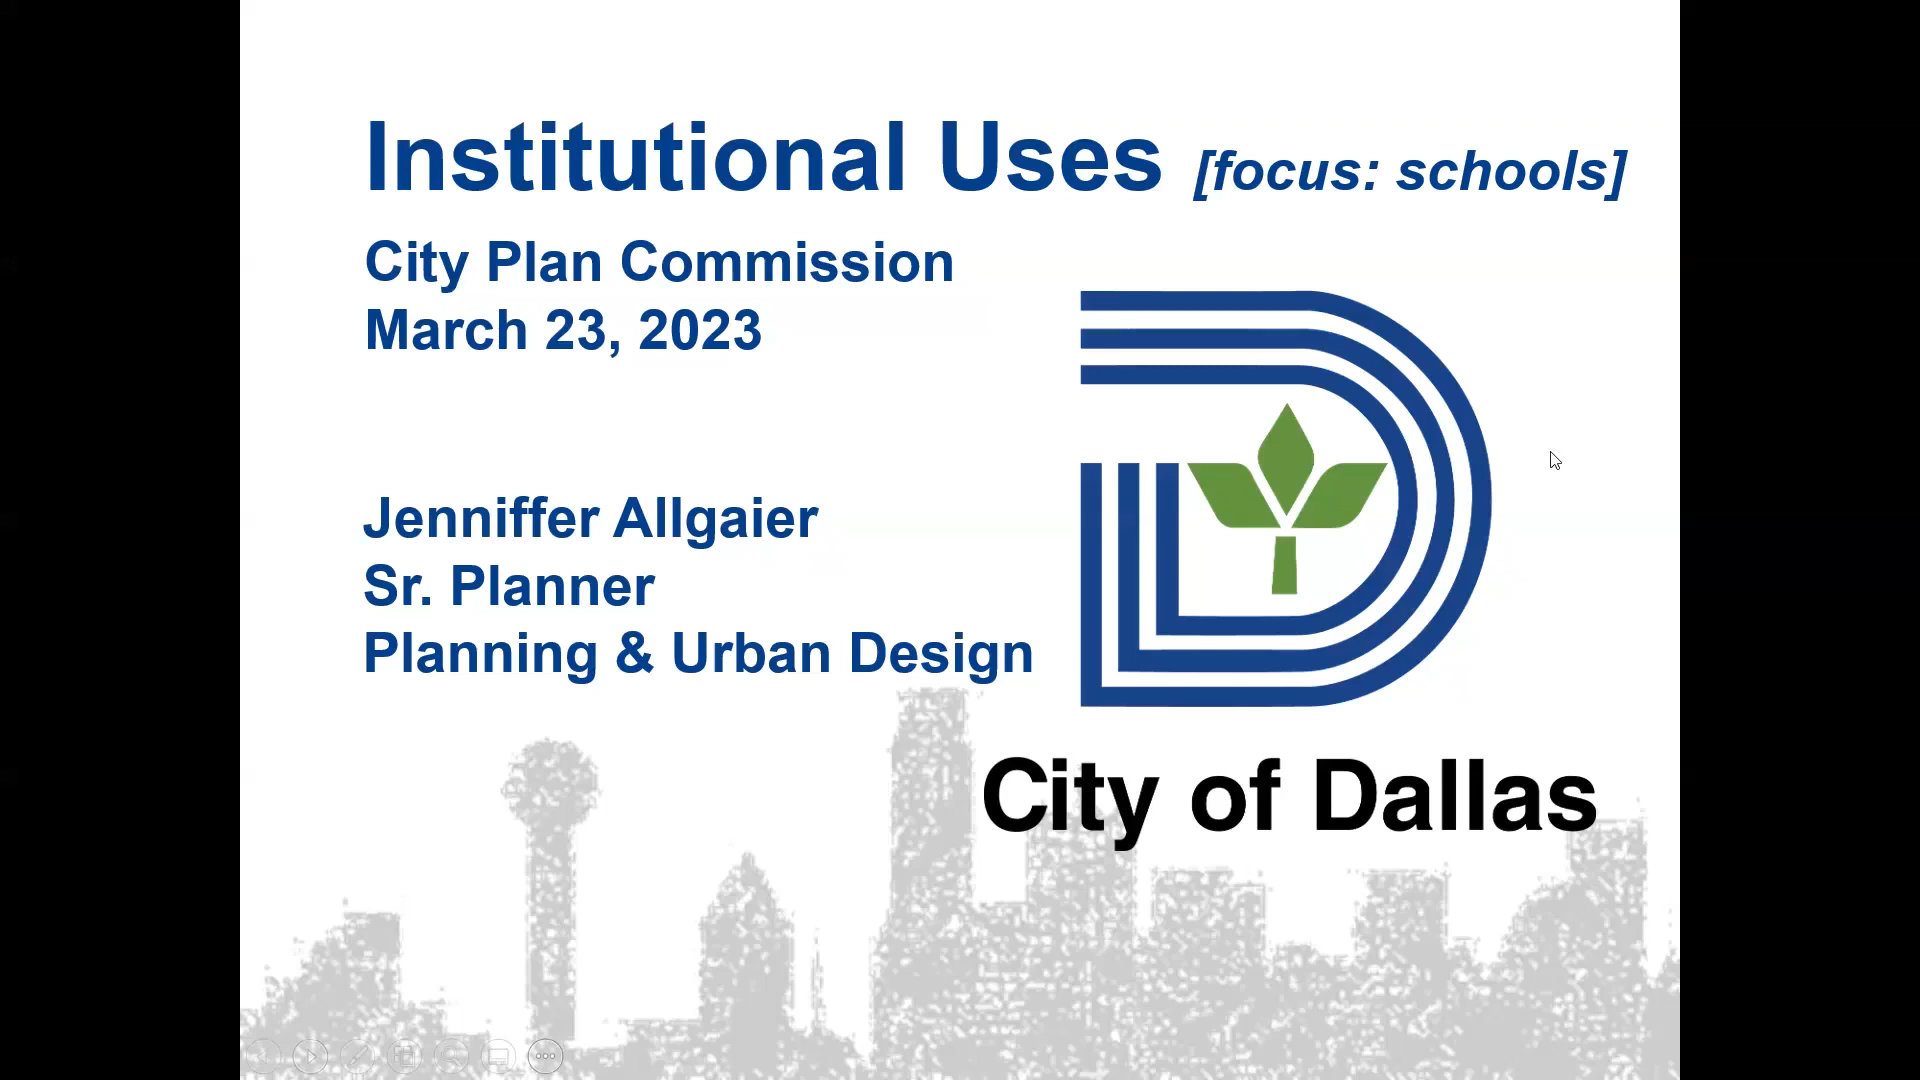 Institutional Uses [focus: schools]
City Plan Commission
March 23, 2023
Jenniffer Allgaier
Sr. Planner
Planning & Urban Design
City of Dallas